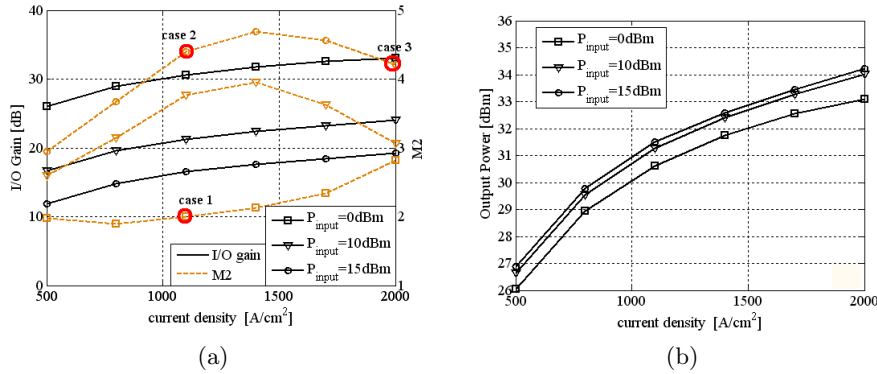 40
30
20
10
0
I/O Gain [dB]
5
4
3
2
1
M2
case 2
case 3
case 1
P_input=0dBm
P_input=10dBm
P_input=15dBm
I/O gain
M2
500
1000
1500
2000
current density [A/cm²]
(a)
36
35
34
33
32
31
30
29
28
27
26
Output Power [dBm]
P_input=0dBm
P_input=10dBm
P_input=15dBm
500
1000
1500
2000
current density [A/cm²]
(b)